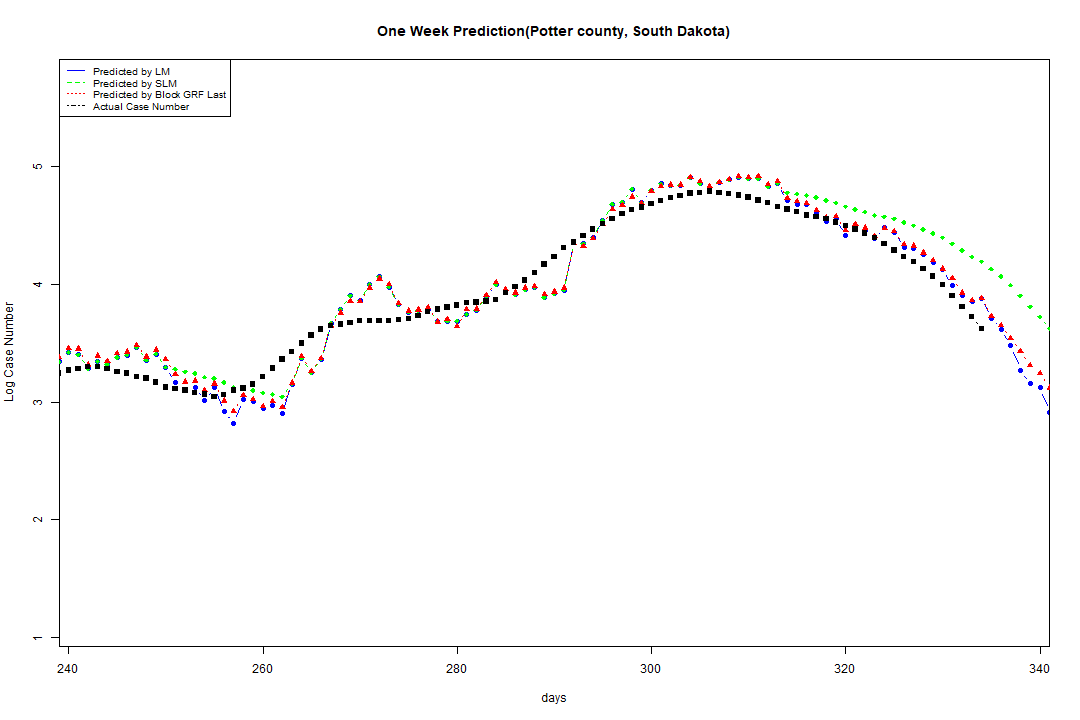 One Week Prediction(Potter county, South Dakota)
Predicted by LM
Predicted by SLM
Predicted by Block GRF Last
Actual Case Number
Log Case Number
5
4
3
2
1
240 260 280 300 320 340
days